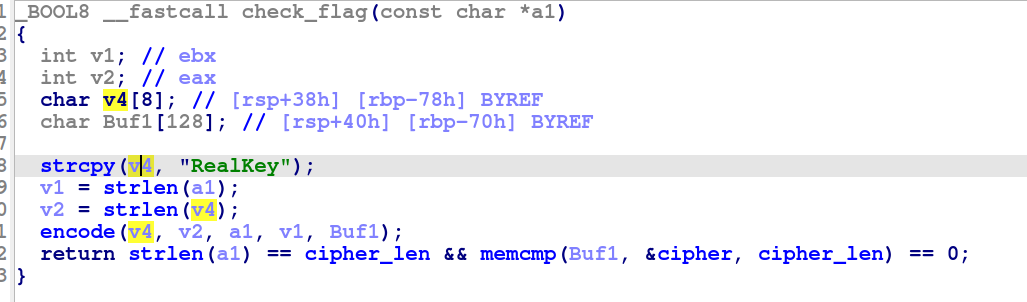 1 _BOOL8 __fastcall check_flag(const char *a1)
2 {
3   int v1; // ebx
4   int v2; // eax
5   char v4[8]; // [rsp+38h] [rbp-78h] BYREF
6   char Buf1[128]; // [rsp+40h] [rbp-70h] BYREF
7
8   strcpy(v4, "RealKey");
9   v1 = strlen(a1);
0   v2 = strlen(v4);
1   encode(v4, v2, a1, v1, Buf1);
2   return strlen(a1) == cipher_len && memcmp(Buf1, &cipher, cipher_len) == 0;
3 }